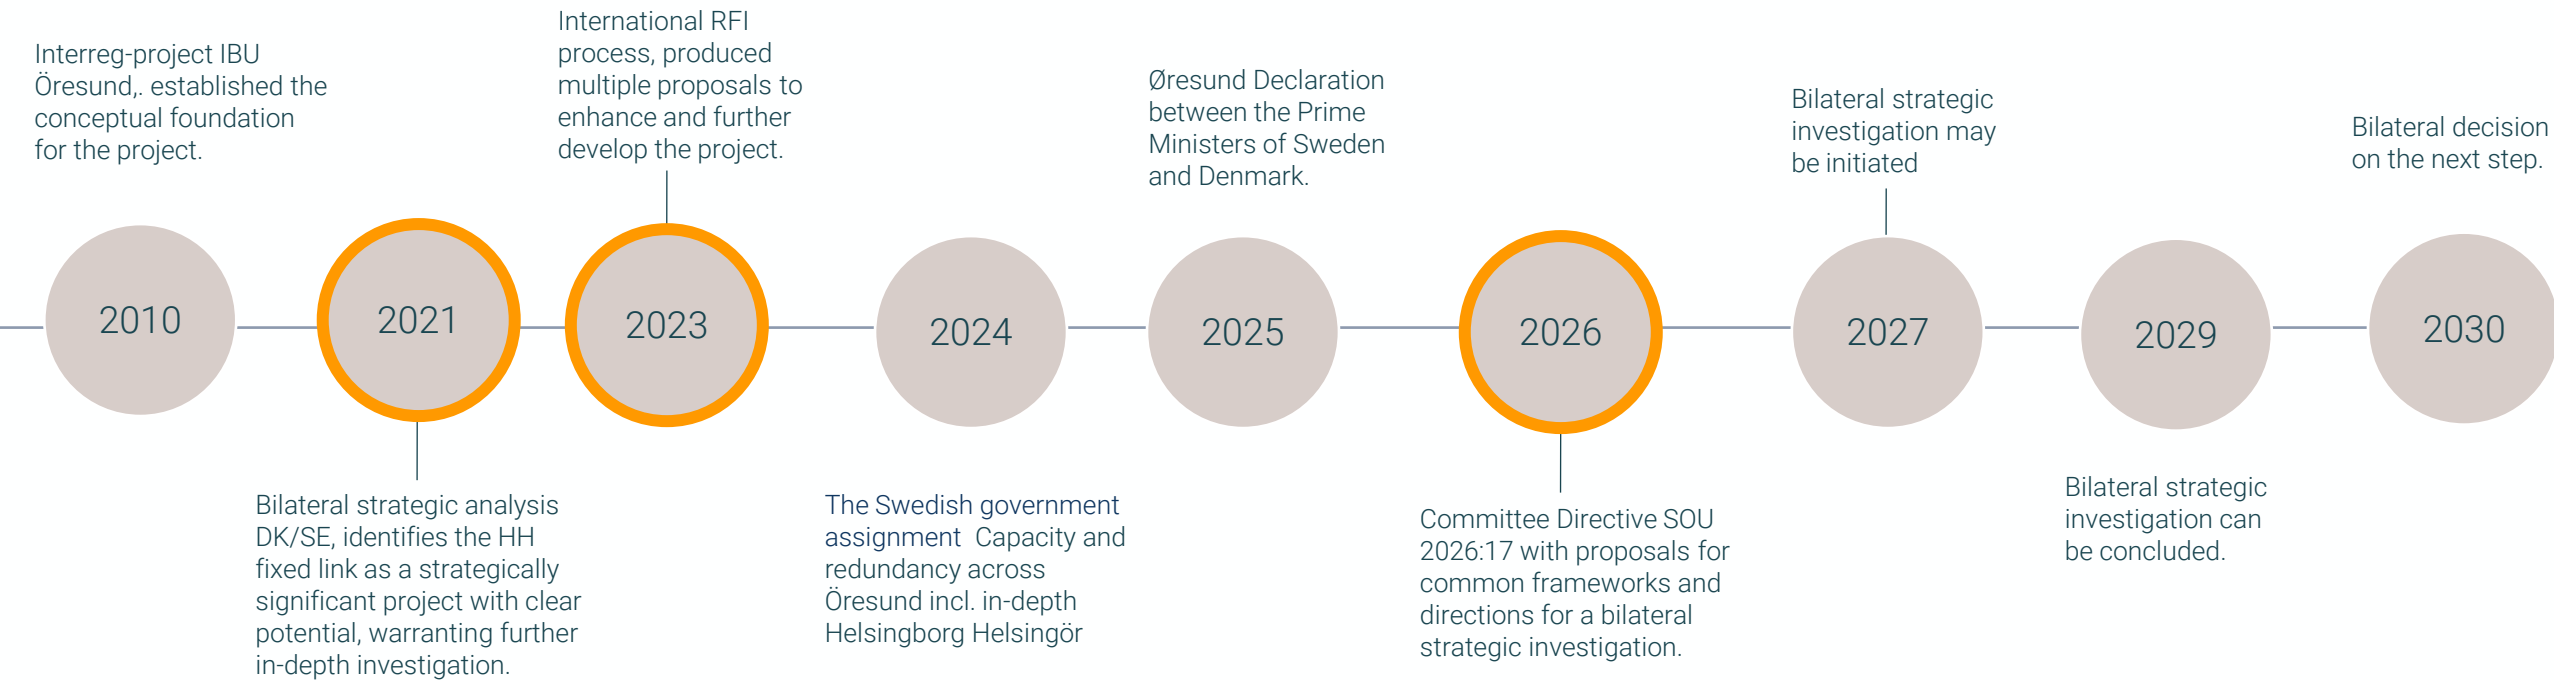 Interreg-project IBU
Öresund,. established the
conceptual foundation
for the project.
International RFI
process, produced
multiple proposals to
enhance and further
develop the project.
Øresund Declaration
between the Prime
Ministers of Sweden
and Denmark.
Bilateral strategic
investigation may
be initiated
Bilateral decision
on the next step.
2010
2021
2023
2024
2025
2026
2027
2029
2030
Bilateral strategic analysis
DK/SE, identifies the HH
fixed link as a strategically
significant project with clear
potential, warranting further
in-depth investigation.
The Swedish government
assignment Capacity and
redundancy across
Öresund incl. in-depth
Helsingborg Helsingör
Committee Directive SOU
2026:17 with proposals for
common frameworks and
directions for a bilateral
strategic investigation.
Bilateral strategic
investigation can
be concluded.